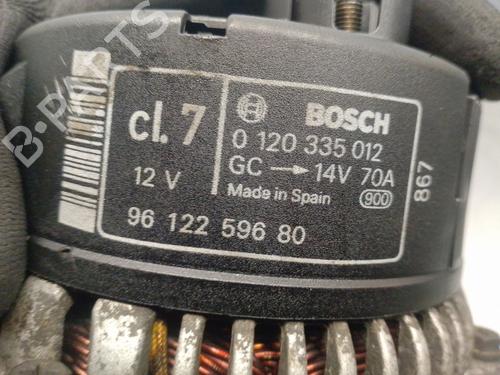 B-PARTS
cl. 7
12 V
BOSCH
0 120 335 012
GC → 14V 70A
Made in Spain 900
96 122 596 80
867